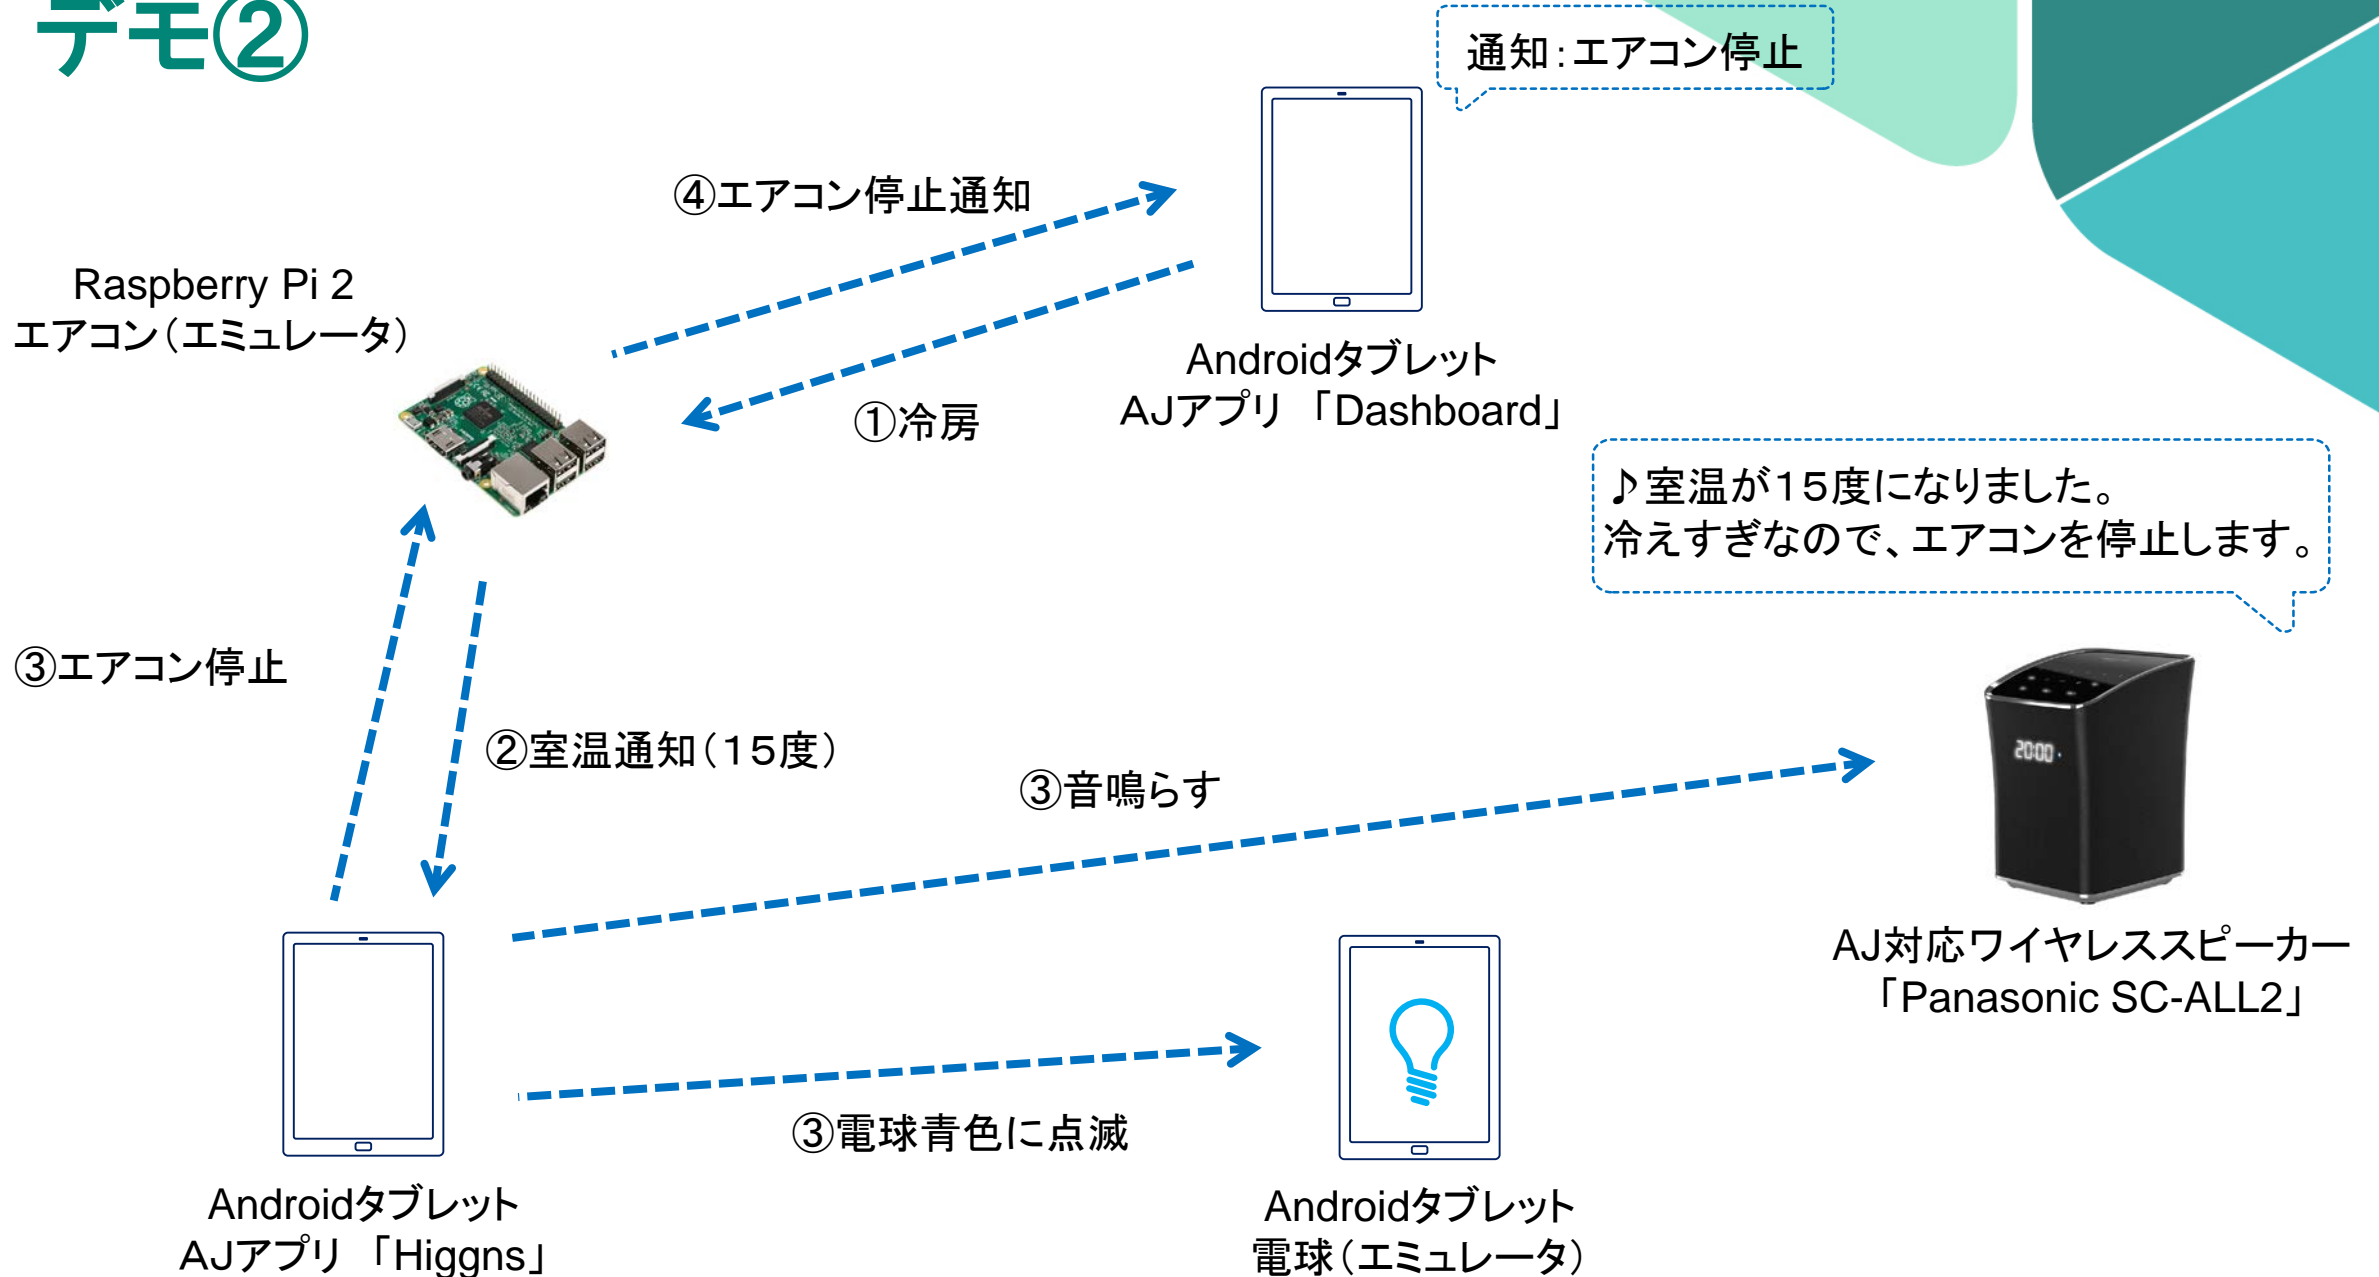 デモ②
通知：エアコン停止
④エアコン停止通知
Raspberry Pi 2
エアコン（エミュレータ）
①冷房
Androidタブレット
ＡＪアプリ 「Dashboard」
♪室温が１５度になりました。
冷えすぎなので、エアコンを停止します。
③エアコン停止
②室温通知（１５度）
③音鳴らす
20:00
AJ対応ワイヤレススピーカー
「Panasonic SC-ALL2」
③電球青色に点滅
Androidタブレット
ＡＪアプリ 「Higgns」
Androidタブレット
電球（エミュレータ）